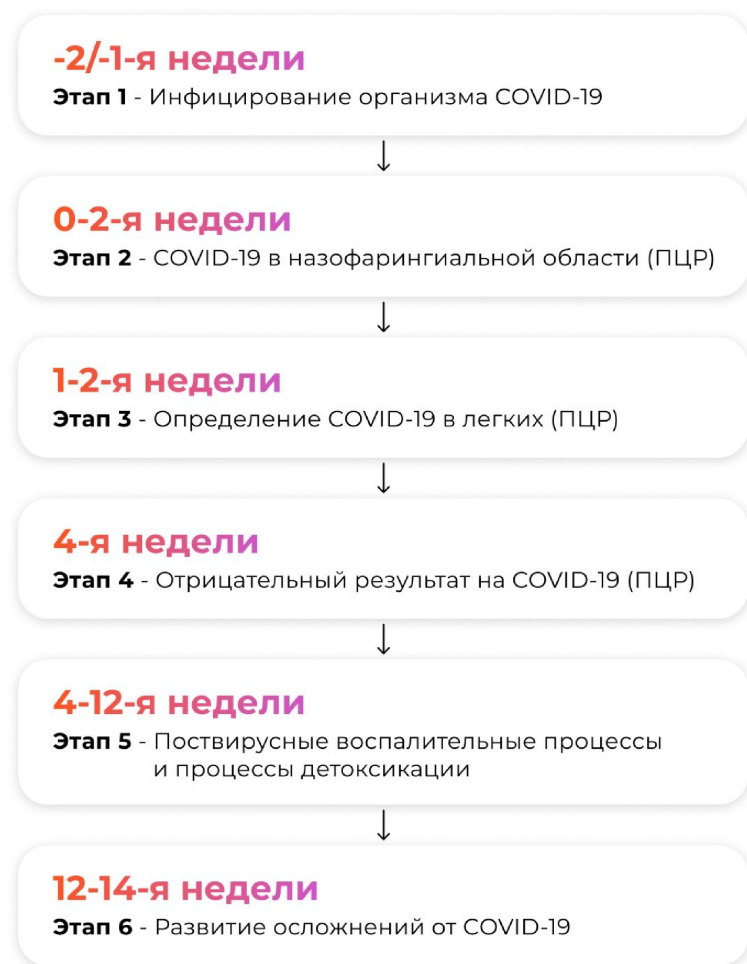 -2/-1-я недели
Этап 1 - Инфицирование организма COVID-19
0-2-я недели
Этап 2 - COVID-19 в назофарингиальной области (ПЦР)
1-2-я недели
Этап 3 - Определение COVID-19 в легких (ПЦР)
4-я недели
Этап 4 - Отрицательный результат на COVID-19 (ПЦР)
4-12-я недели
Этап 5 - Поствирусные воспалительные процессы
и процессы детоксикации
12-14-я недели
Этап 6 - Развитие осложнений от COVID-19